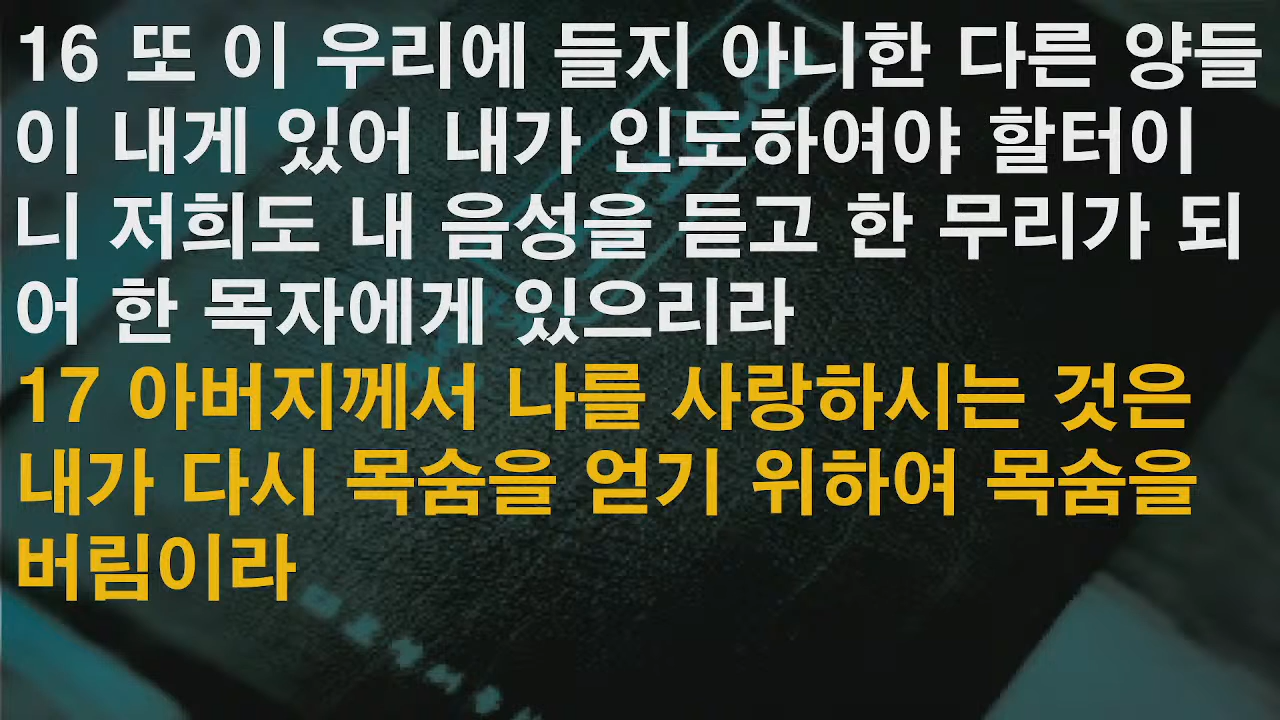 16 또 이 우리에 들지 아니한 다른 양들
이 내게 있어 내가 인도하여야 할터이
니 저희도 내 음성을 듣고 한 무리가 되
어 한 목자에게 있으리라
17 아버지께서 나를 사랑하시는 것은
내가 다시 목숨을 얻기 위하여 목숨을
버림이라